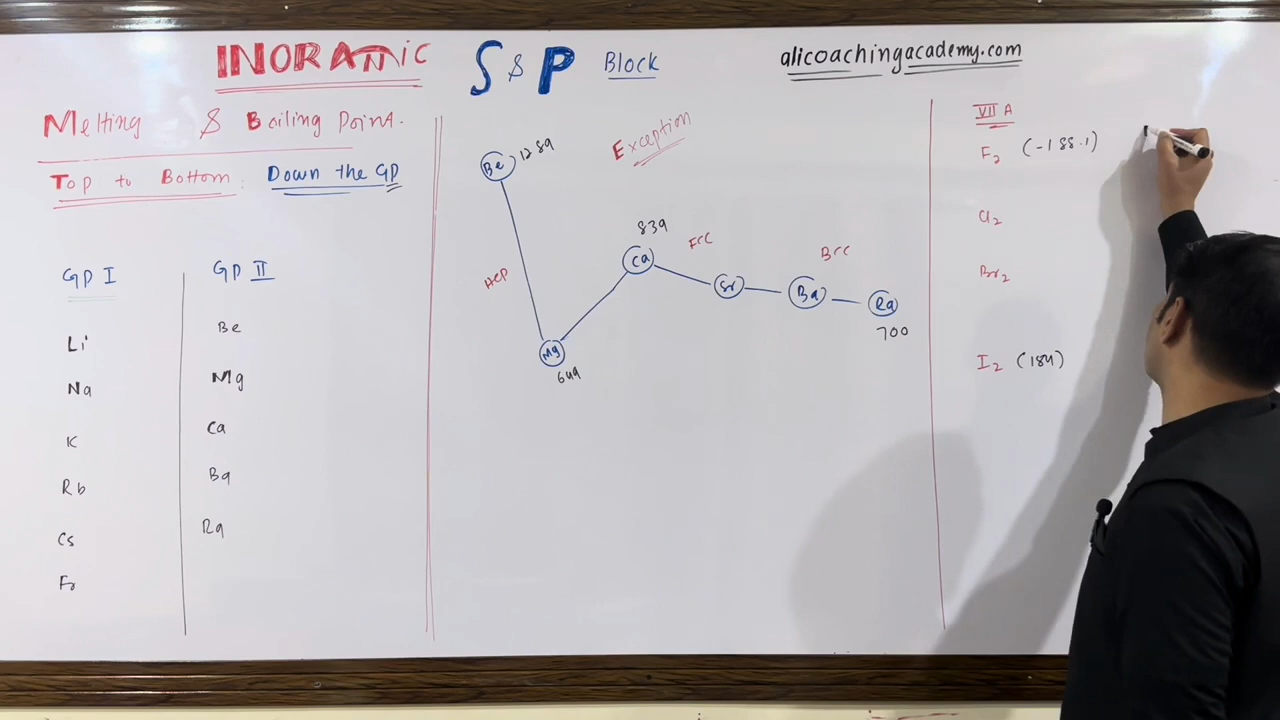 INORAnic
S & P Block
alicoachingacademy.com
Melting & Boiling Point.
Top to Bottom: Down the GP
GP I
Li
Na
K
Rb
Cs
Fr
GP II
Be
Mg
Ca
Ba
Ra
Exception
Be 1289
HCP
Mg
649
839
Ca
FCC
Sr
BCC
Ba
Ra
700
VII A
F2 (-188.1)
Cl2
Br2
I2 (184)